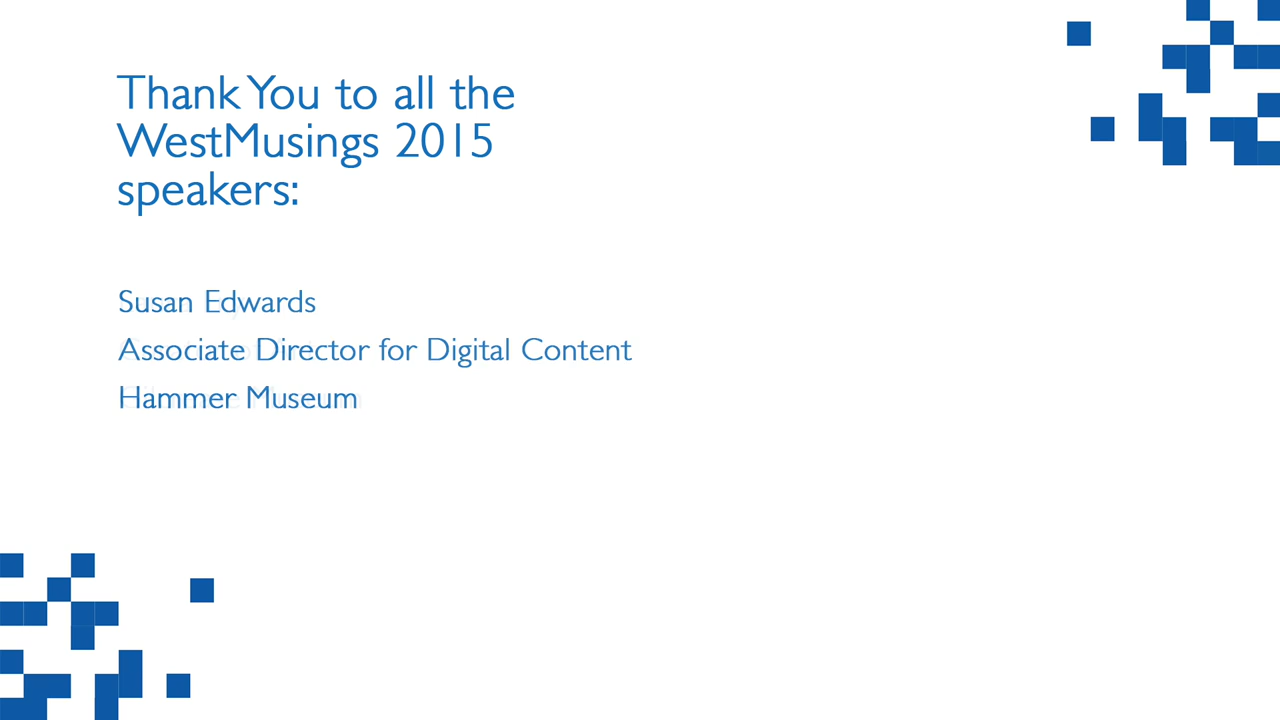 Thank You to all the
WestMusings 2015
speakers:
Susan Edwards
Associate Director for Digital Content
Hammer Museum